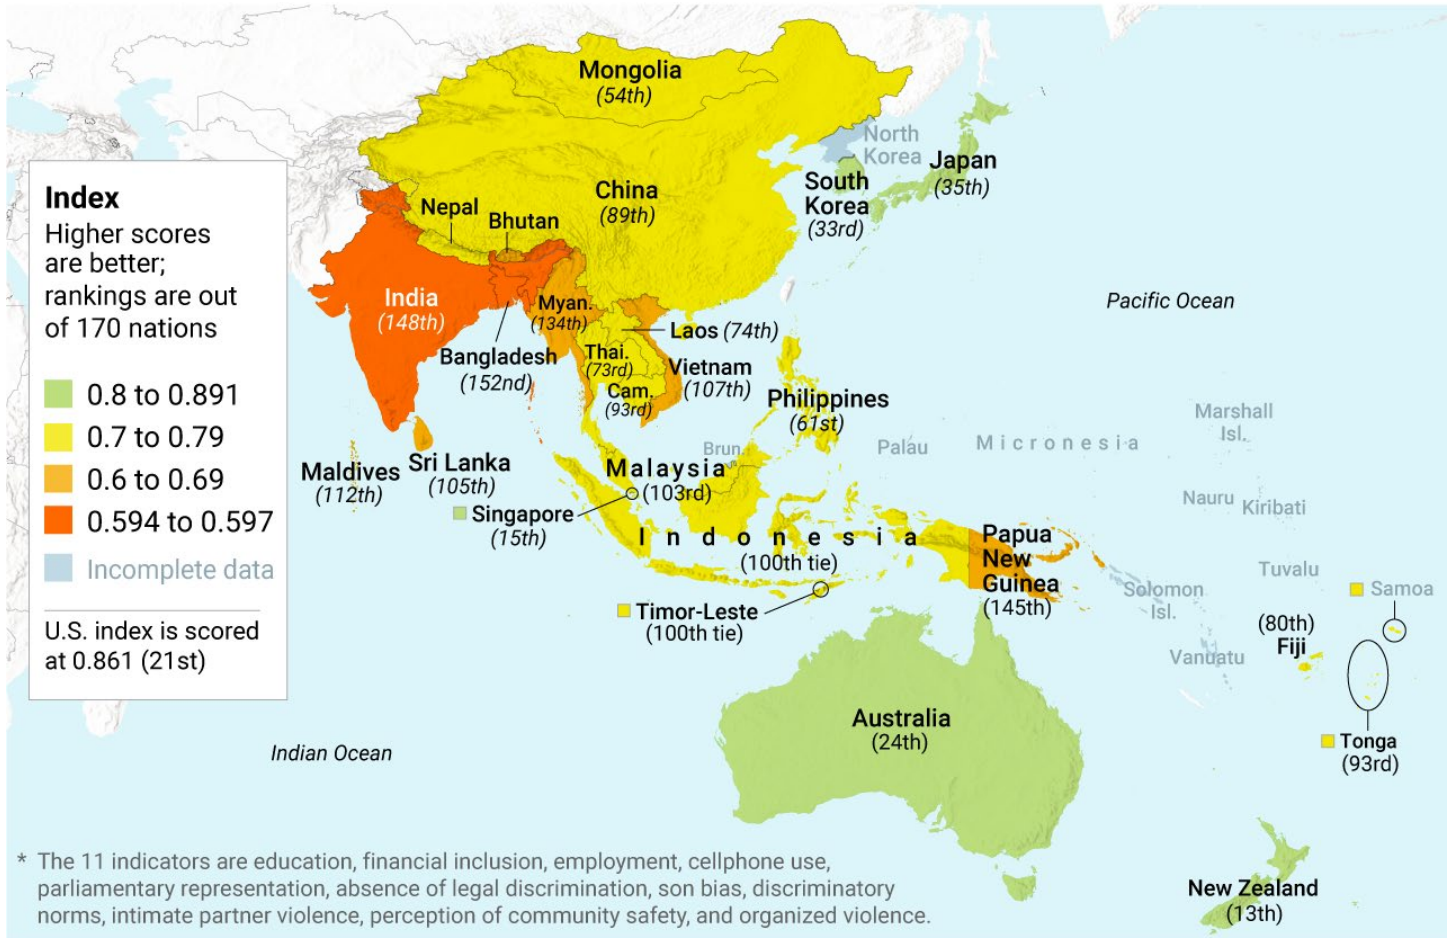 Mongolia
(54th)
North
Korea
Japan
(35th)
South
Korea
(33rd)
China
(89th)
Nepal
Bhutan
Index
Higher scores
are better;
rankings are out
of 170 nations
0.8 to 0.891
0.7 to 0.79
0.6 to 0.69
0.594 to 0.597
Incomplete data
U.S. index is scored
at 0.861 (21st)
India
(148th)
Myan.
(134th)
Bangladesh
(152nd)
Laos (74th)
Thai.
(73rd)
Vietnam
(107th)
Cam.
(93rd)
Philippines
(61st)
Pacific Ocean
Maldives
(112th)
Sri Lanka
(105th)
Brun.
Malaysia
(103rd)
Singapore
(15th)
Palau
Micronesia
Marshall
Isl.
Nauru
Kiribati
Indonesia
(100th tie)
Papua
New
Guinea
(145th)
Timor-Leste
(100th tie)
Solomon
Isl.
Tuvalu
Samoa
(80th)
Fiji
Vanuatu
Tonga
(93rd)
Australia
(24th)
Indian Ocean
New Zealand
(13th)
* The 11 indicators are education, financial inclusion, employment, cellphone use,
parliamentary representation, absence of legal discrimination, son bias, discriminatory
norms, intimate partner violence, perception of community safety, and organized violence.